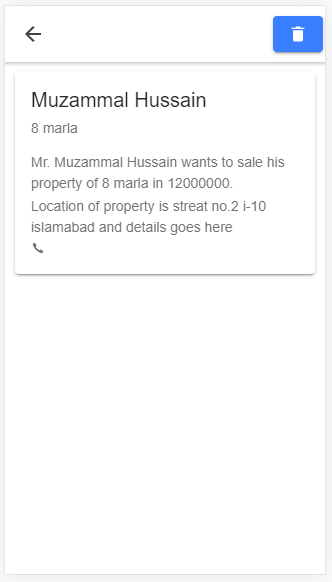 Muzammal Hussain
8 marla
Mr. Muzammal Hussain wants to sale his
property of 8 marla in 12000000.
Location of property is streat no.2 i-10
islamabad and details goes here